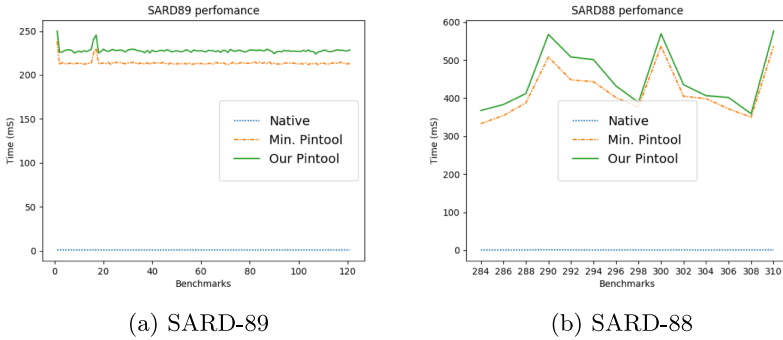 SARD89 perfomance
250
200
150
100
50
0
Time (mS)
Native
Min. Pintool
Our Pintool
0 20 40 60 80 100 120
Benchmarks
(a) SARD-89
SARD88 perfomance
600
500
400
300
200
100
0
Time (mS)
Native
Min. Pintool
Our Pintool
284 286 288 290 292 294 296 298 300 302 304 306 308 310
Benchmarks
(b) SARD-88